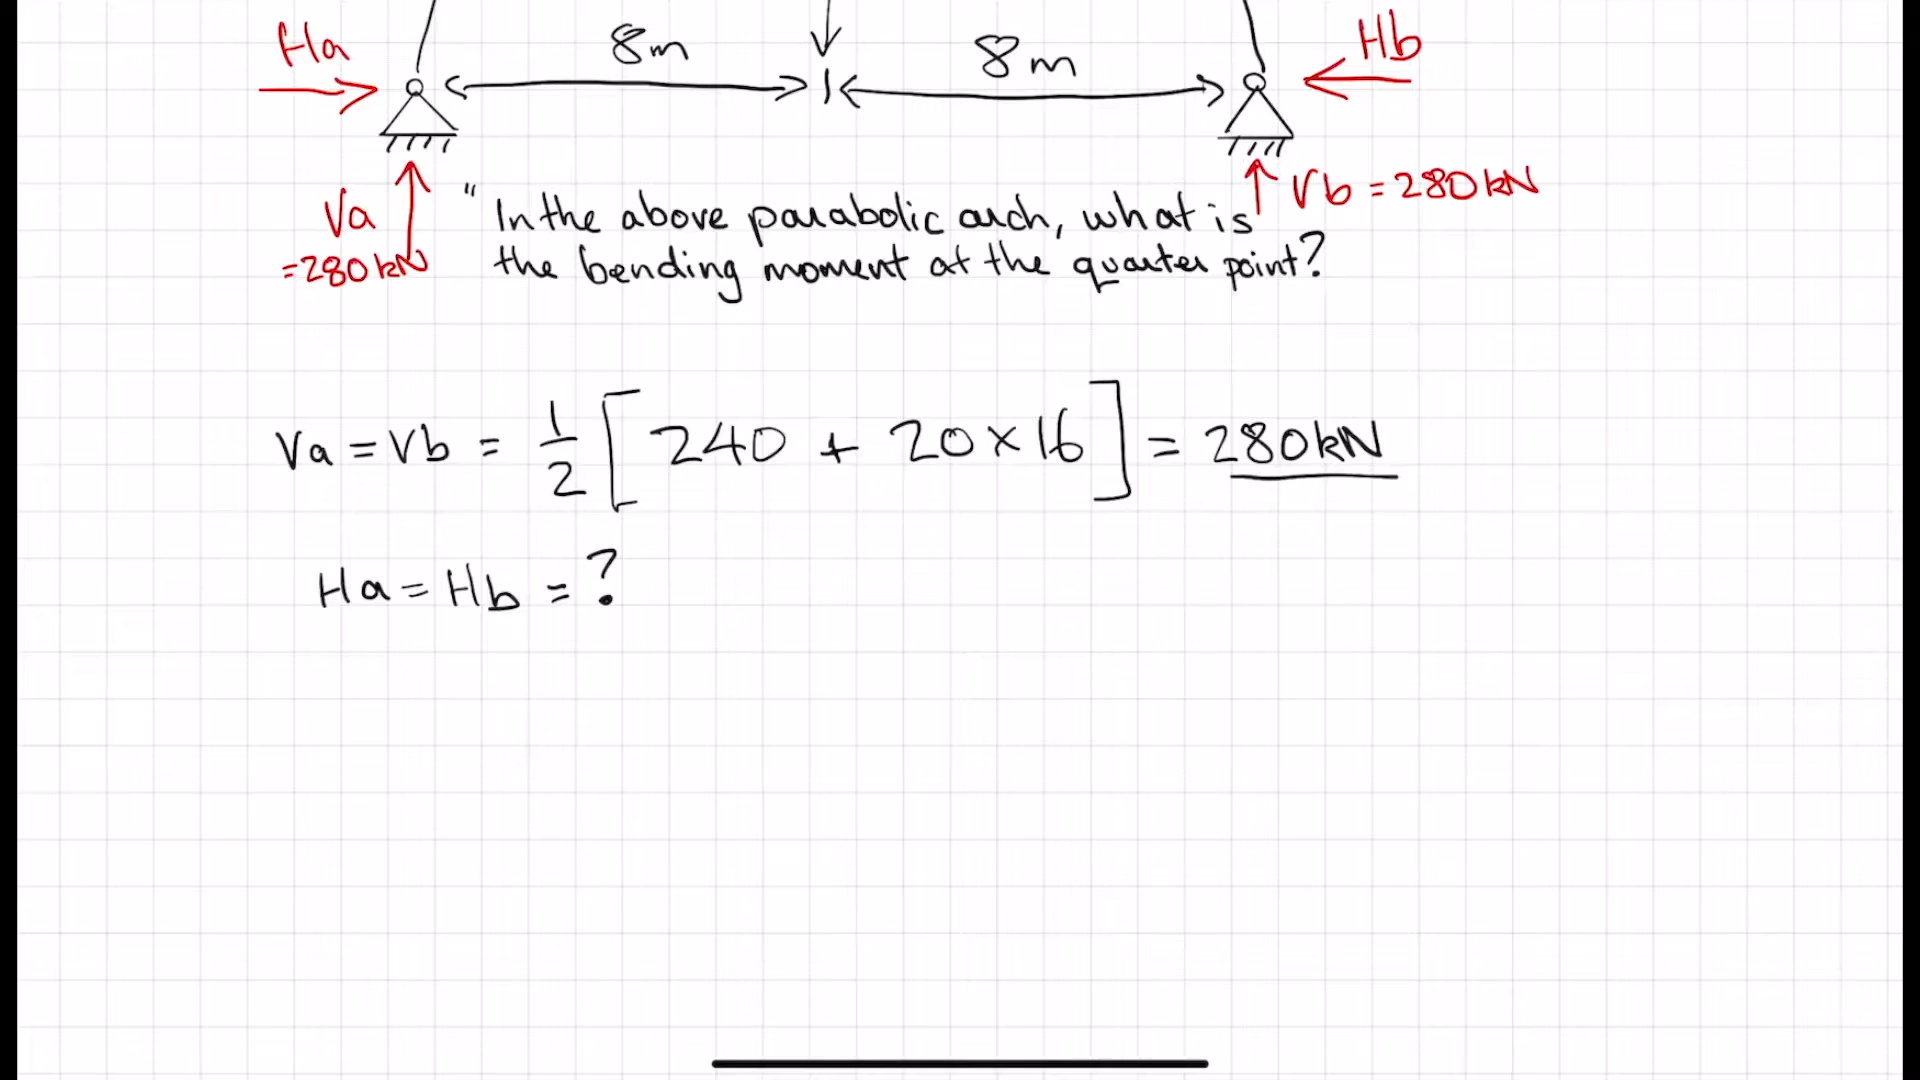 Ha 8m 8m Hb
Va Vb = 280kN
= 280kN
"In the above parabolic arch, what is
the bending moment at the quarter point?
Va = Vb = 1/2 [ 240 + 20 × 16 ] = 280kN
Ha = Hb = ?